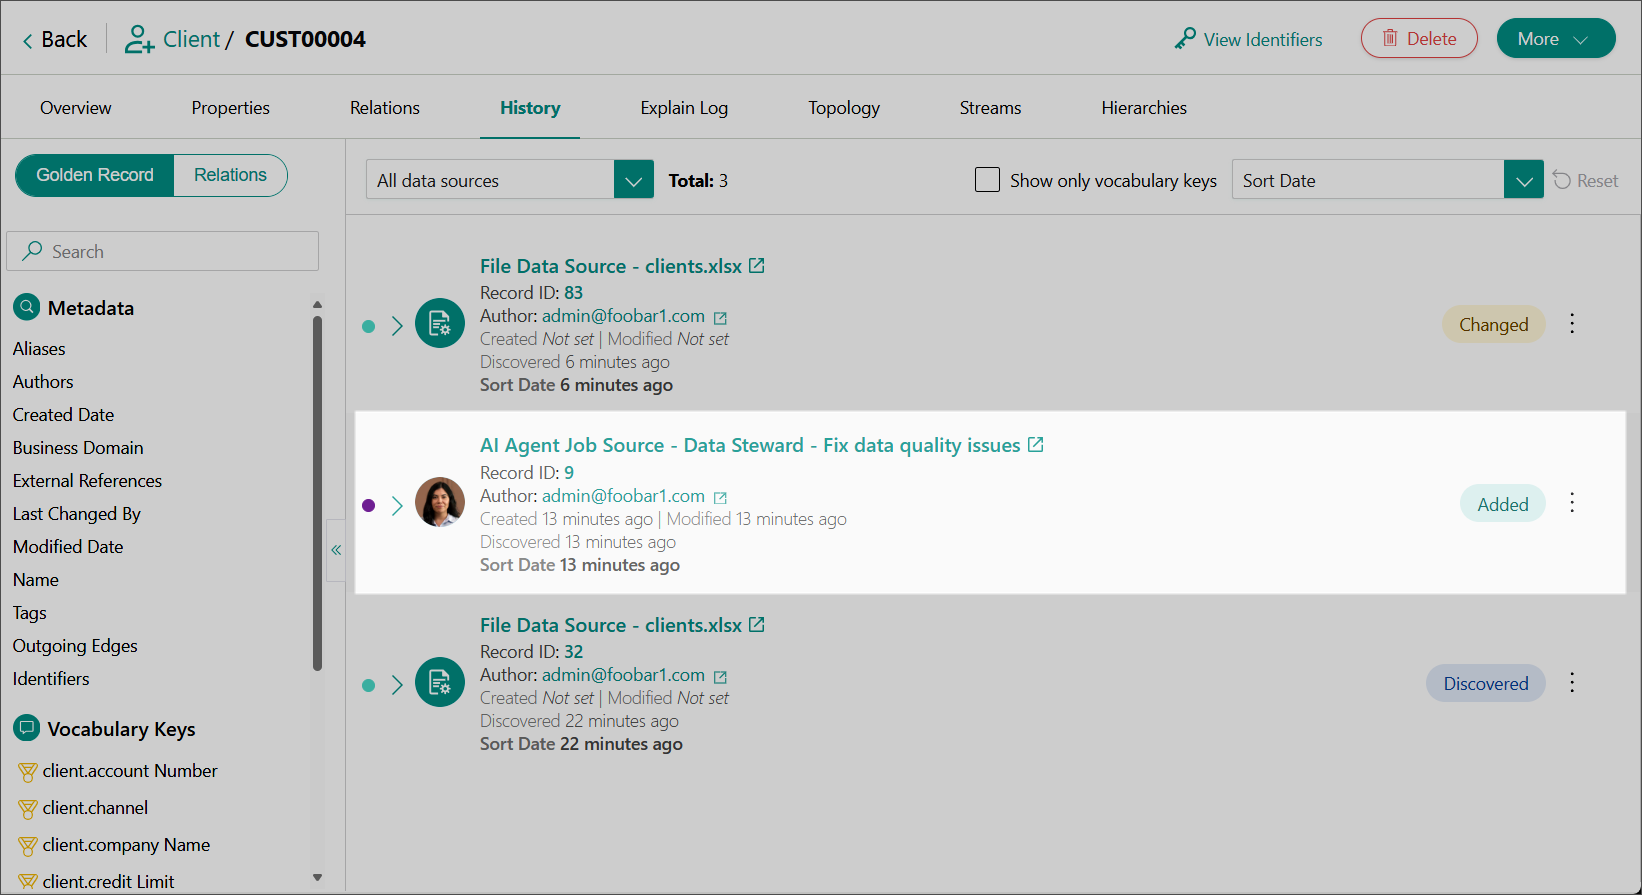 Back
Client / CUST00004
View Identifiers
Delete
More
Overview
Properties
Relations
History
Explain Log
Topology
Streams
Hierarchies
Golden Record
Relations
All data sources
Total: 3
Show only vocabulary keys
Sort Date
Reset
Search
Metadata
Aliases
Authors
Created Date
Business Domain
External References
Last Changed By
Modified Date
Name
Tags
Outgoing Edges
Identifiers
Vocabulary Keys
client.account Number
client.channel
client.company Name
client.credit Limit
File Data Source - clients.xlsx
Record ID: 83
Author: admin@foobar1.com
Created Not set | Modified Not set
Discovered 6 minutes ago
Sort Date 6 minutes ago
Changed
AI Agent Job Source - Data Steward - Fix data quality issues
Record ID: 9
Author: admin@foobar1.com
Created 13 minutes ago | Modified 13 minutes ago
Discovered 13 minutes ago
Sort Date 13 minutes ago
Added
File Data Source - clients.xlsx
Record ID: 32
Author: admin@foobar1.com
Created Not set | Modified Not set
Discovered 22 minutes ago
Sort Date 22 minutes ago
Discovered